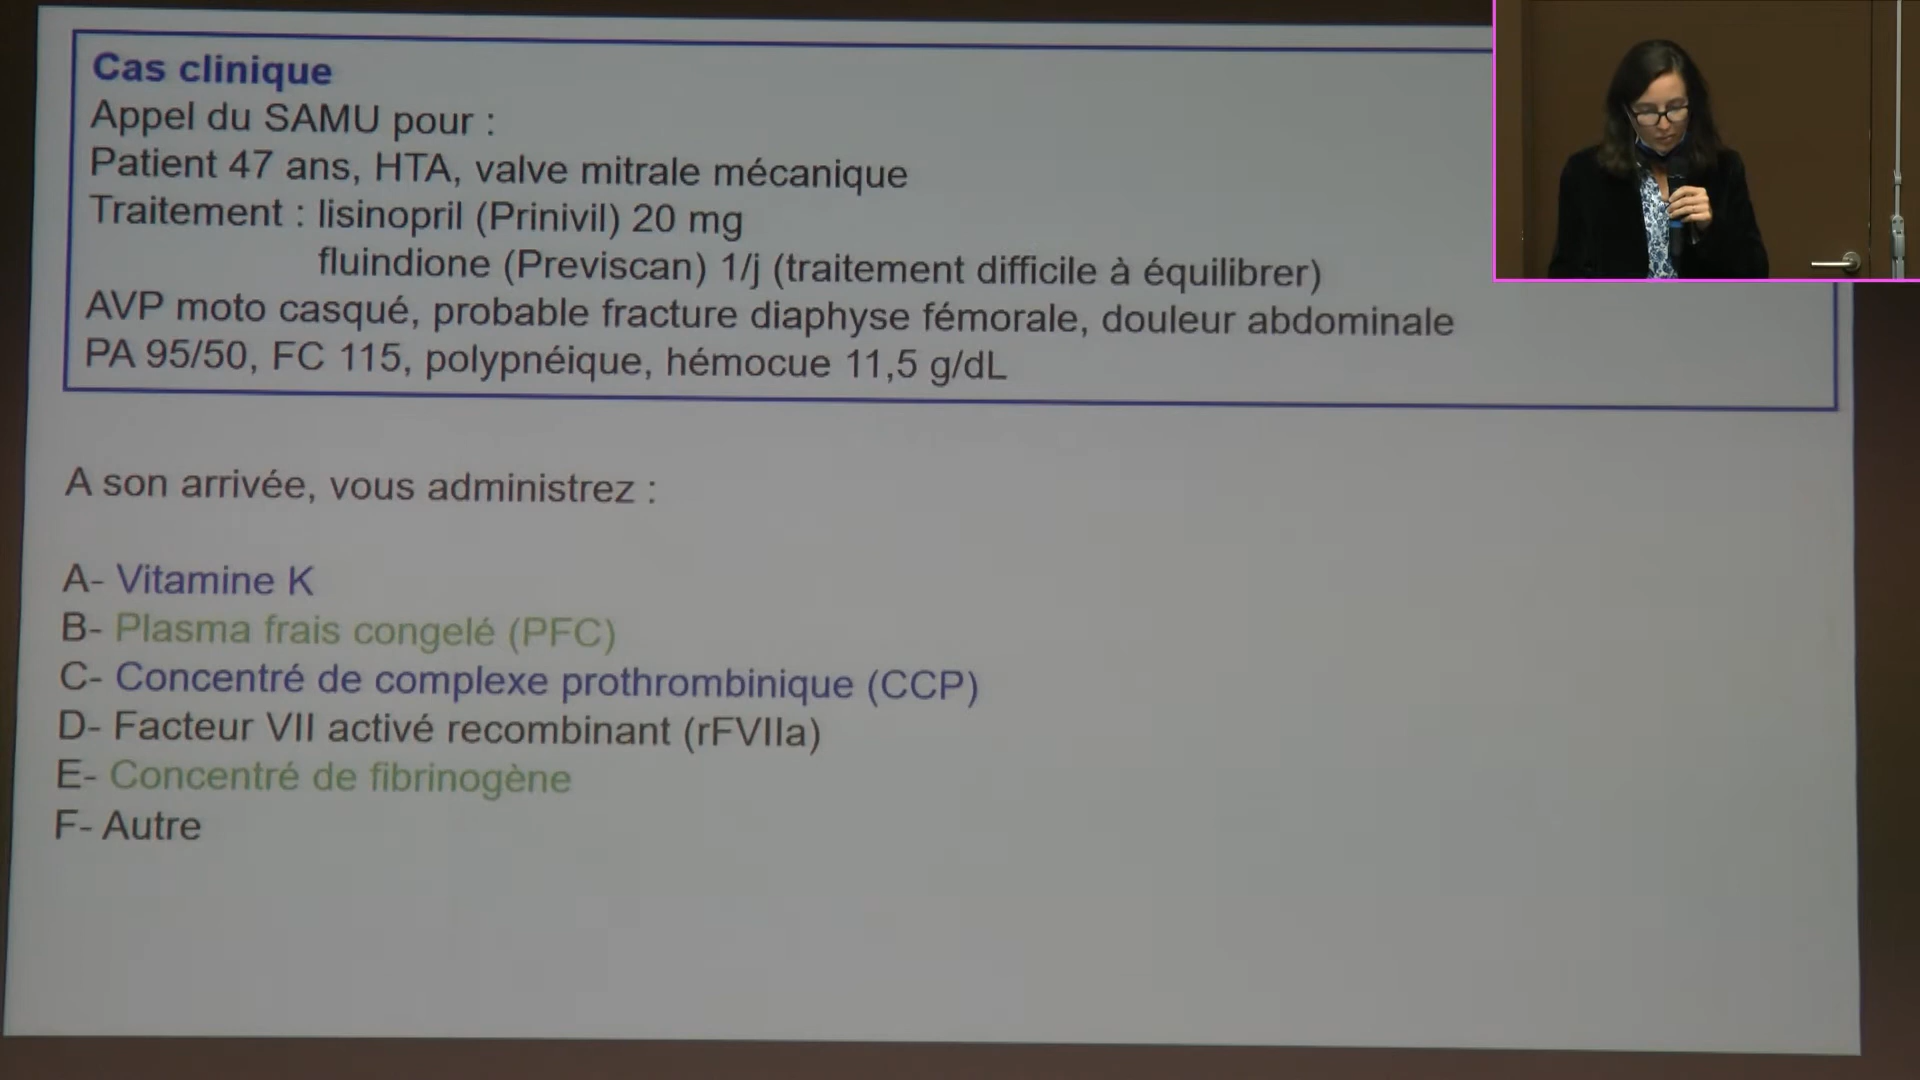 Cas clinique
Appel du SAMU pour :
Patient 47 ans, HTA, valve mitrale mécanique
Traitement : lisinopril (Prinivil) 20 mg
fluindione (Previscan) 1/j (traitement difficile à équilibrer)
AVP moto casqué, probable fracture diaphyse fémorale, douleur abdominale
PA 95/50, FC 115, polypnéique, hémocue 11,5 g/dL
A son arrivée, vous administrez :
A- Vitamine K
B- Plasma frais congelé (PFC)
C- Concentré de complexe prothrombinique (CCP)
D- Facteur VII activé recombinant (rFVIIa)
E- Concentré de fibrinogène
F- Autre